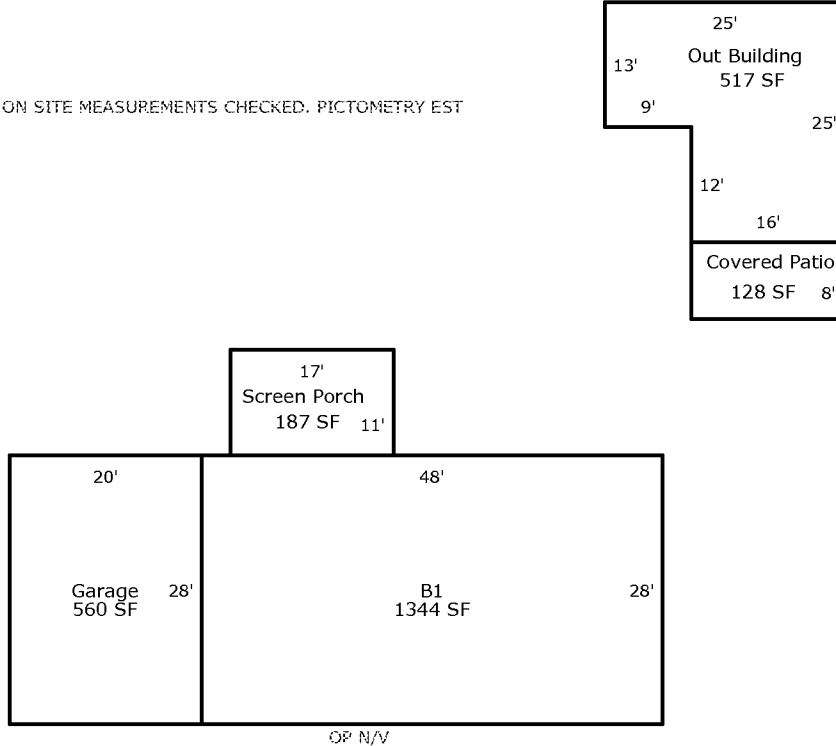 25'
Out Building
13'
517 SF
9'
ON SITE MEASUREMENTS CHECKED. PICTOMETRY EST
25'
12'
16'
Covered Patio
128 SF 8'
17'
Screen Porch
187 SF 11'
20'
48'
Garage 28'
560 SF
B1
1344 SF
28'
OP N/V